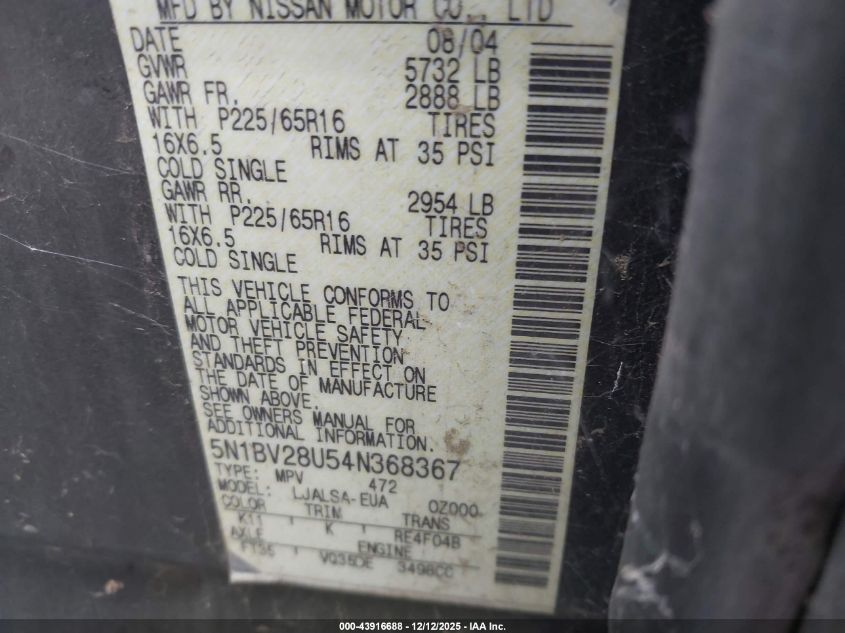 MFD BY NISSAN MOTOR CO., LTD
DATE 08/04
GVWR 5732 LB
GAWR FR. 2888 LB
WITH P225/65R16 TIRES
16X6.5 RIMS AT 35 PSI
COLD SINGLE
GAWR RR. 2954 LB
WITH P225/65R16 TIRES
16X6.5 RIMS AT 35 PSI
COLD SINGLE
THIS VEHICLE CONFORMS TO
ALL APPLICABLE FEDERAL
MOTOR VEHICLE SAFETY
AND THEFT PREVENTION
STANDARDS IN EFFECT ON
THE DATE OF MANUFACTURE
SHOWN ABOVE.
SEE OWNERS MANUAL FOR
ADDITIONAL INFORMATION.
5N1BV28U54N368367
TYPE: MPV 472
MODEL: LJALSA-EUA OZ000
COLOR TRIM TRANS
K11 K RE4F04B
AXLE ENGINE
FT35 VQ35DE 3498CC
000-43916688 - 12/12/2025 - IAA Inc.